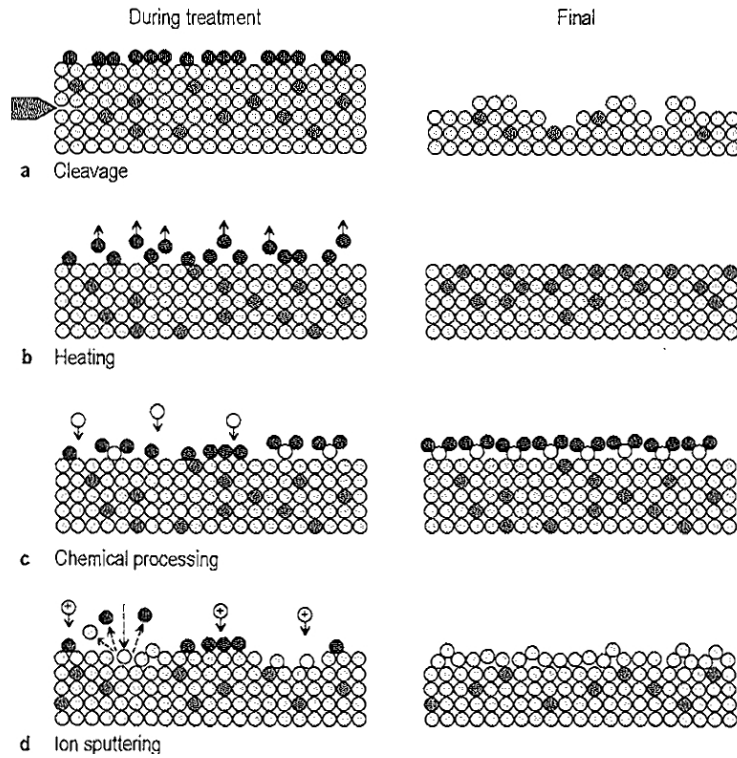 During treatment Final
a Cleavage
b Heating
c Chemical processing
+ + +
d Ion sputtering